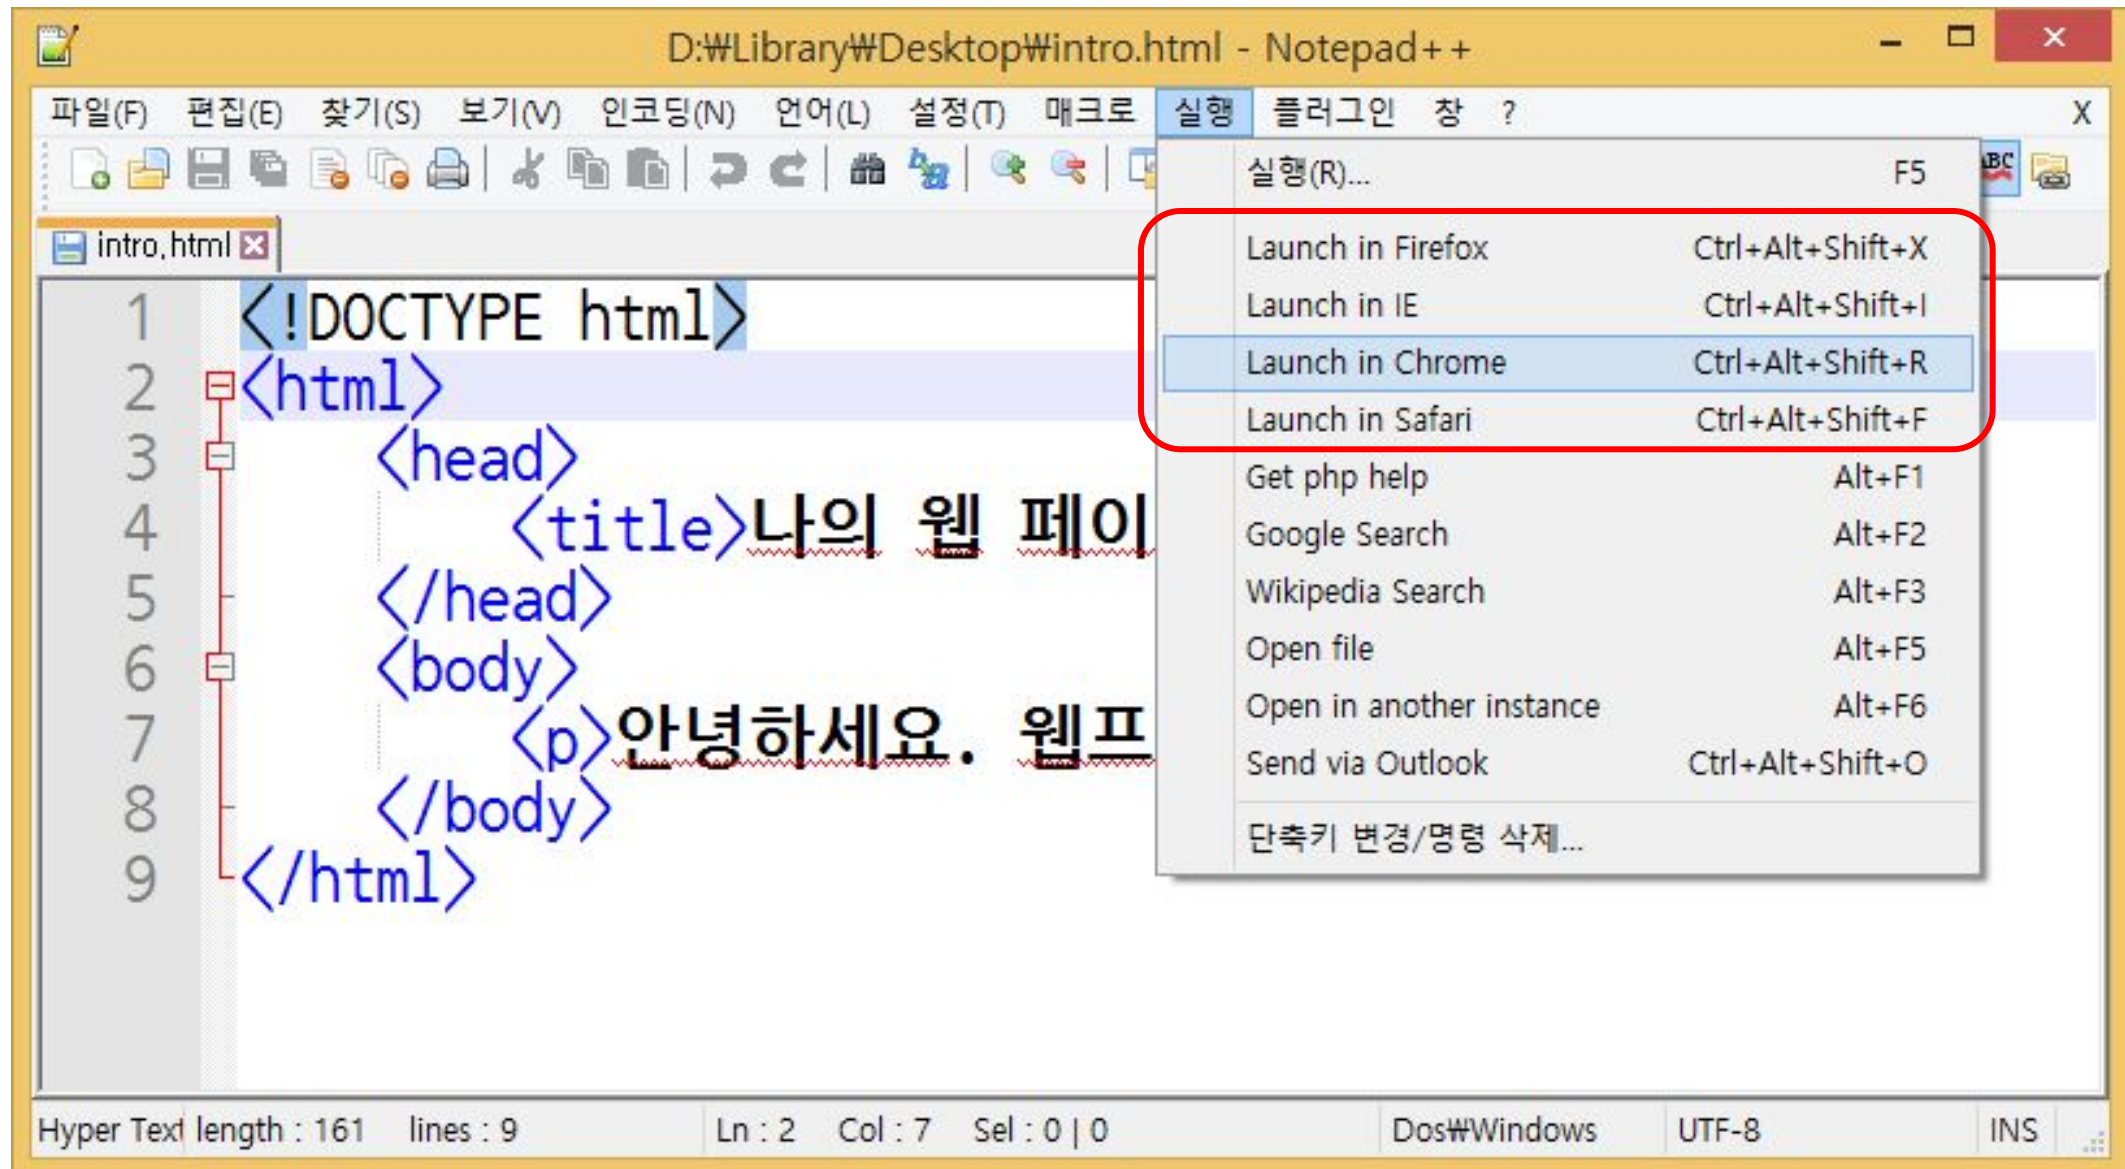 D:₩Library₩Desktop₩intro.html - Notepad++
파일(F) 편집(E) 찾기(S) 보기(V) 인코딩(N) 언어(L) 설정(T) 매크로 실행 플러그인 창 ? X
ABC
intro.html
실행(R)... F5
Launch in Firefox Ctrl+Alt+Shift+X
Launch in IE Ctrl+Alt+Shift+I
Launch in Chrome Ctrl+Alt+Shift+R
Launch in Safari Ctrl+Alt+Shift+F
Get php help Alt+F1
Google Search Alt+F2
Wikipedia Search Alt+F3
Open file Alt+F5
Open in another instance Alt+F6
Send via Outlook Ctrl+Alt+Shift+O
단축키 변경/명령 삭제...
1 <!DOCTYPE html>
2 <html>
3 <head>
4 <title>나의 웹 페이
5 </head>
6 <body>
7 <p>안녕하세요. 웹프
8 </body>
9 </html>
Hyper Text length : 161 lines : 9 Ln : 2 Col : 7 Sel : 0 | 0 Dos₩Windows UTF-8 INS